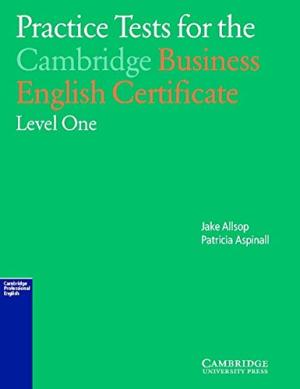 Practice Tests for the
Cambridge Business
English Certificate
Level One
Jake Allsop
Patricia Aspinall
Cambridge
Professional
English
CAMBRIDGE
UNIVERSITY PRESS